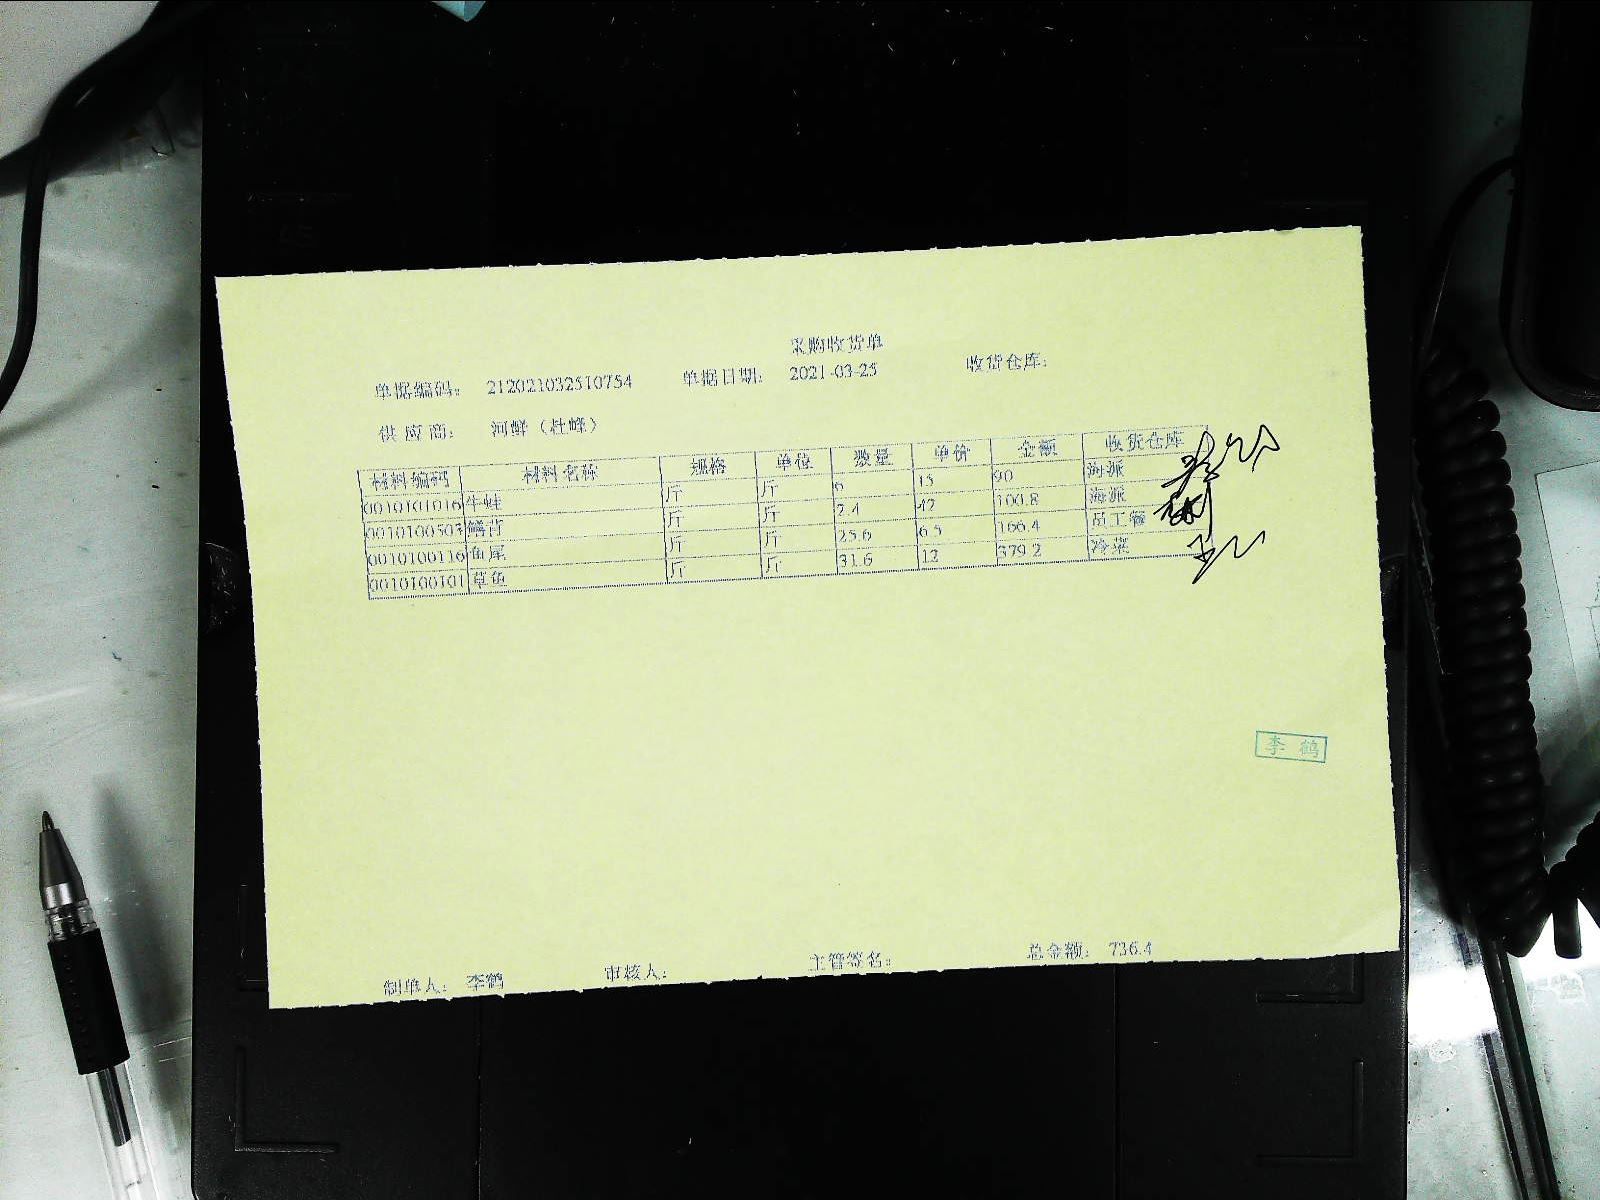 采购收货单
单据编码: 212021032510754 单据日期: 2021-03-25 收货仓库:
供应商: 河鲜（杜峰）
材料编码 材料名称 规格 单位 数量 单价 金额 收货仓库
0010101016 牛蛙 斤 斤 6 15 90 海派
0010100503 鳝背 斤 斤 2.4 42 100.8 海派
0010100116 鱼尾 斤 斤 25.6 6.5 166.4 员工餐
0010100101 草鱼 斤 斤 31.6 12 379.2 冷菜
李鹤
制单人: 李鹤 审核人: 主管签名: 总金额: 736.4